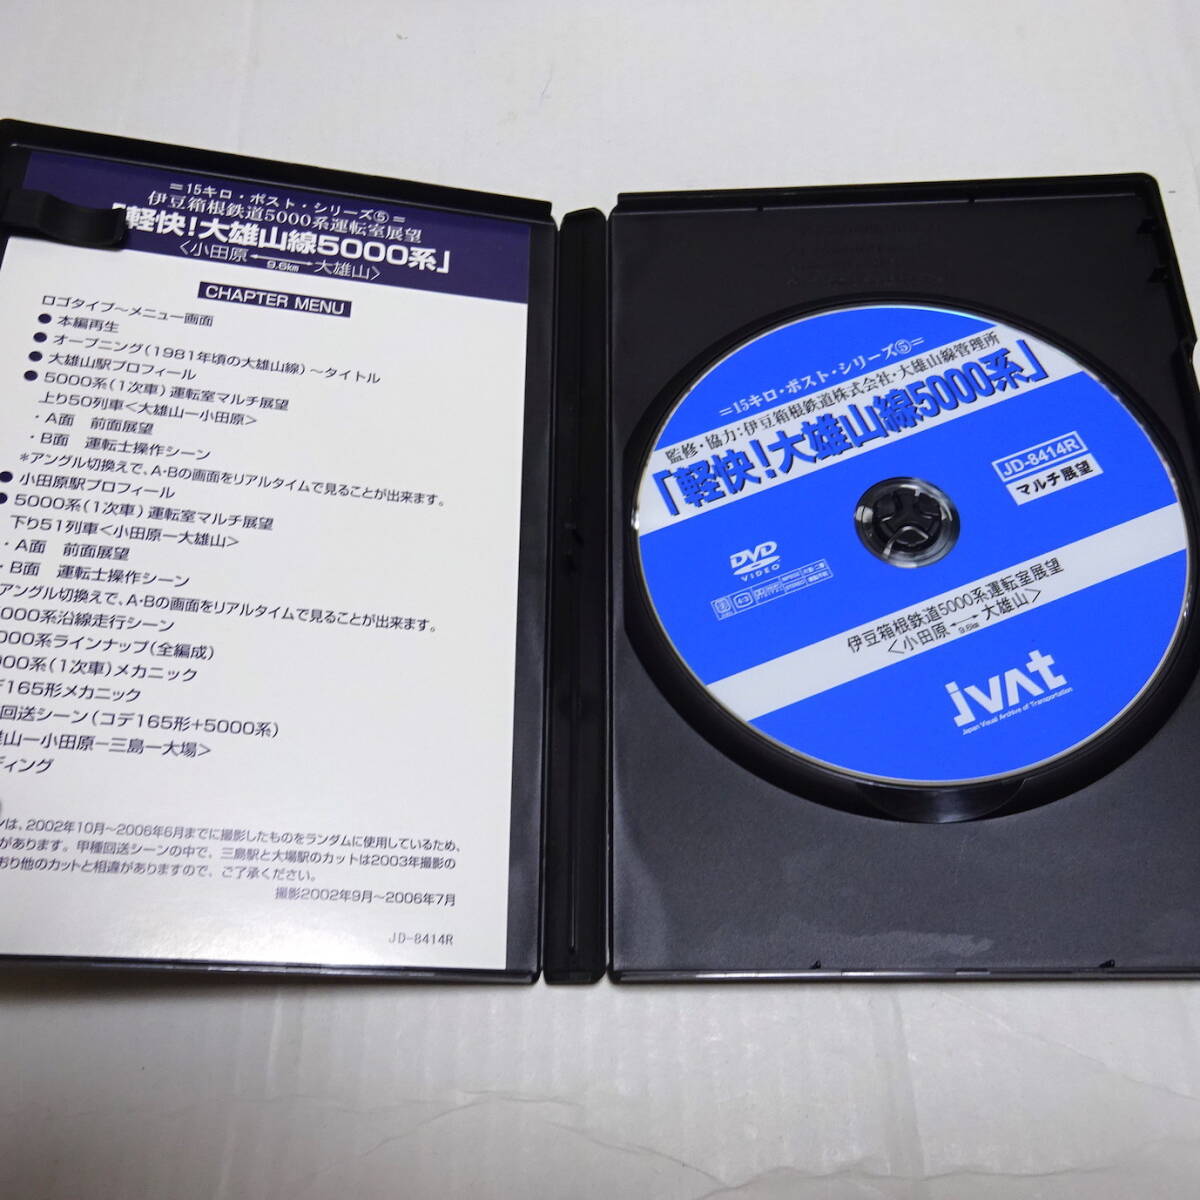 =15キロ・ポスト・シリーズ⑤=
伊豆箱根鉄道5000系運転室展望
「軽快!大雄山線5000系」
<小田原 9.6km 大雄山>
CHAPTER MENU
ロゴタイプ〜メニュー画面
●本編再生
●オープニング(1981年頃の大雄山線)〜タイトル
●大雄山駅プロフィール
●5000系(1次車)運転室マルチ展望
上り50列車<大雄山ー小田原>
・A面 前面展望
・B面 運転士操作シーン
*アングル切換えで、A・Bの画面をリアルタイムで見ることが出来ます。
●小田原駅プロフィール
●5000系(1次車)運転室マルチ展望
下り51列車<小田原ー大雄山>
・A面 前面展望
・B面 運転士操作シーン
アングル切換えで、A・Bの画面をリアルタイムで見ることが出来ます。
000系沿線走行シーン
000系ラインナップ(全編成)
00系(1次車)メカニック
デ165形メカニック
回送シーン(コデ165形+5000系)
雄山ー小田原ー三島ー大場>
ディング
ンは、2002年10月〜2006年6月までに撮影したものをランダムに使用しているため、
があります。甲種回送シーンの中で、三島駅と大場駅のカットは2003年撮影の
おり他のカットと相違がありますので、ご了承ください。
撮影2002年9月〜2006年7月
JD-8414R
=15キロ・ポスト・シリーズ⑤=
監修・協力:伊豆箱根鉄道株式会社・大雄山線管理所
「軽快!大雄山線5000系」
JD-8414R
マルチ展望
DVD
VIDEO
4:3
伊豆箱根鉄道5000系運転室展望
<小田原 9.6km 大雄山>
jvat
Japan Visual Archive of Transportation